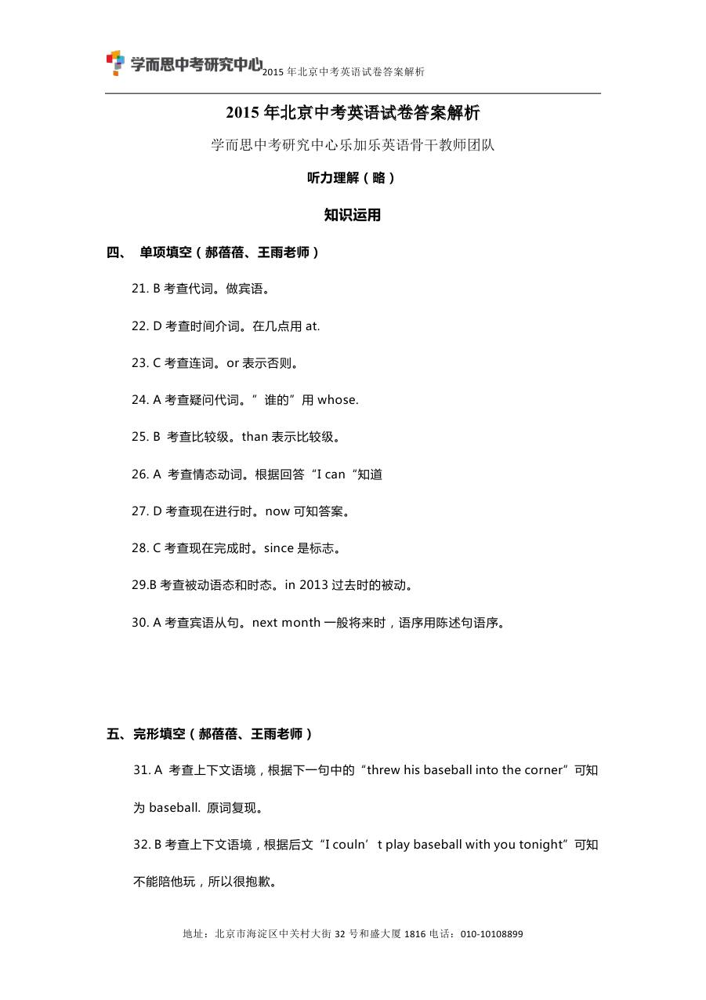 学而思中考研究中心2015 年北京中考英语试卷答案解析
2015 年北京中考英语试卷答案解析
学而思中考研究中心乐加乐英语骨干教师团队
听力理解（略）
知识运用
四、 单项填空（郝蓓蓓、王雨老师）
21. B 考查代词。做宾语。
22. D 考查时间介词。在几点用 at.
23. C 考查连词。or 表示否则。
24. A 考查疑问代词。”谁的”用 whose.
25. B 考查比较级。than 表示比较级。
26. A 考查情态动词。根据回答“I can“知道
27. D 考查现在进行时。now 可知答案。
28. C 考查现在完成时。since 是标志。
29.B 考查被动语态和时态。in 2013 过去时的被动。
30. A 考查宾语从句。next month 一般将来时，语序用陈述句语序。
五、完形填空（郝蓓蓓、王雨老师）
31. A 考查上下文语境，根据下一句中的“threw his baseball into the corner”可知
为 baseball. 原词复现。
32. B 考查上下文语境，根据后文“I couln’t play baseball with you tonight”可知
不能陪他玩，所以很抱歉。
地址：北京市海淀区中关村大街 32 号和盛大厦 1816 电话：010-10108899